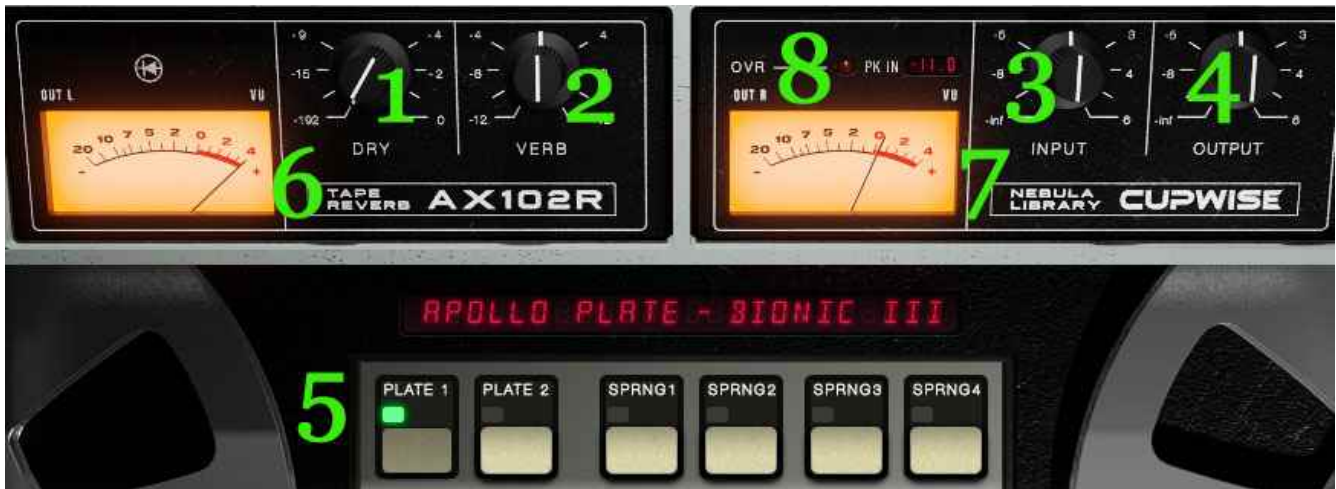 -9 -4
-15 -2
-192 0
DRY
4
-8
-12
VERB
OUT L VU
20 10 7 5 2 0 2 4
- +
TAPE REVERB AX102R
OVR PK IN -11.0
OUT R VU
20 10 7 5 2 0 2 4
- +
3
-8 4
-inf 6
INPUT
3
-8 4
-inf 6
OUTPUT
NEBULA LIBRARY CUPWISE
1 2 3 4
5 6 7 8
APOLLO PLATE - BIONIC III
PLATE 1 PLATE 2 SPRNG1 SPRNG2 SPRNG3 SPRNG4